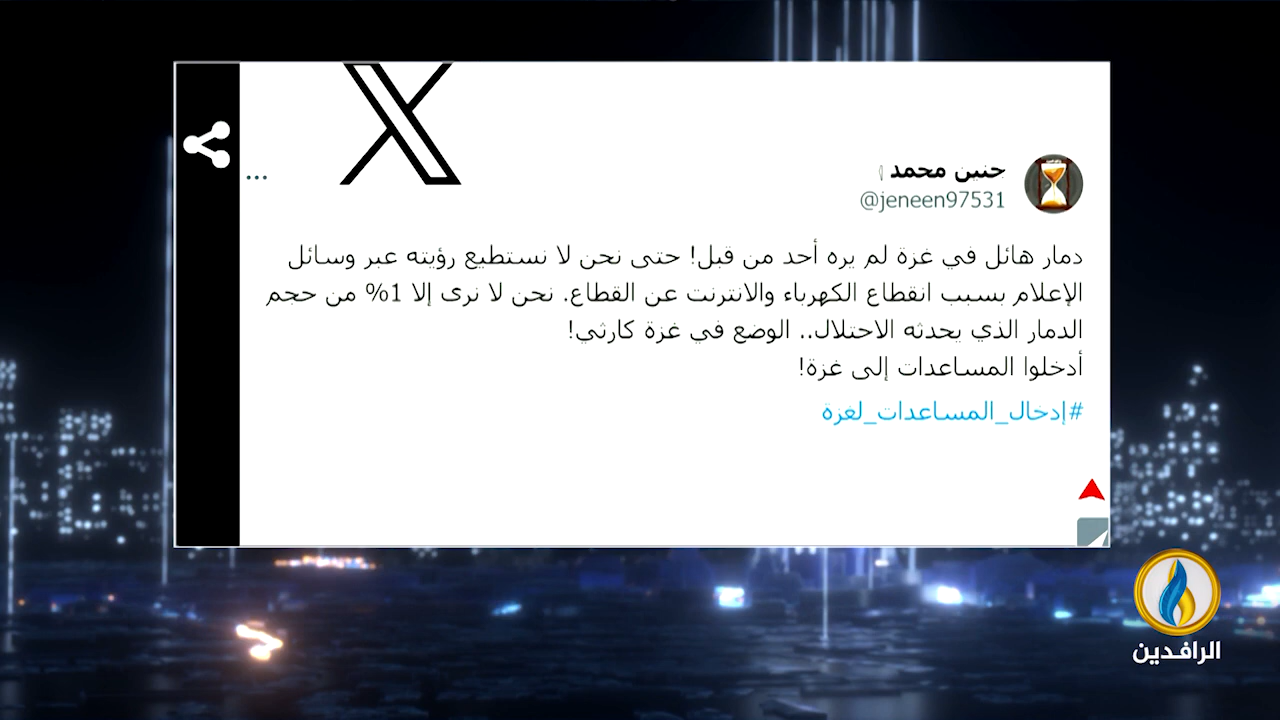 جنين محمد
@jeneen97531
دمار هائل في غزة لم يره أحد من قبل! حتى نحن لا نستطيع رؤيته عبر وسائل
الإعلام بسبب انقطاع الكهرباء والانترنت عن القطاع. نحن لا نرى إلا 1% من حجم
الدمار الذي يحدثه الاحتلال.. الوضع في غزة كارثي!
أدخلوا المساعدات إلى غزة!
#إدخال_المساعدات_لغزة
الرافدين